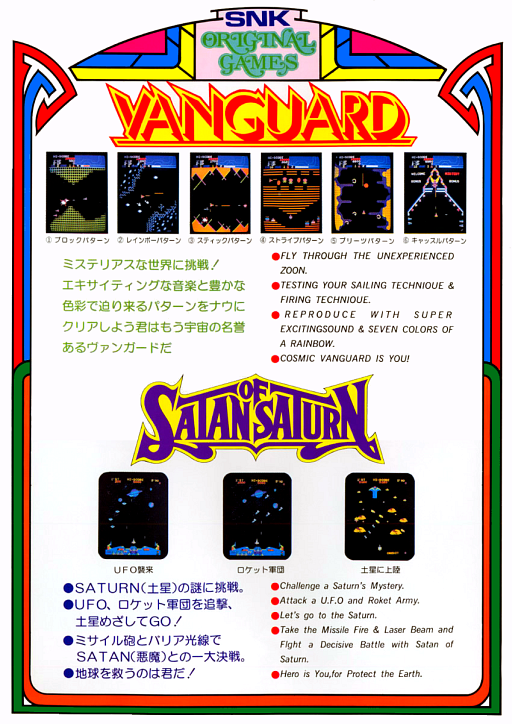 SNK
ORIGINAL
GAMES
VANGUARD
① ブロックパターン
② レインボーパターン
③ スティックパターン
④ ストライプパターン
⑤ プリーツパターン
⑥ キャッスルパターン
ミステリアスな世界に挑戦!
エキサイティングな音楽と豊かな
色彩で迫り来るパターンをナウに
クリアしよう君はもう宇宙の名誉
あるヴァンガードだ
●FLY THROUGH THE UNEXPERIENCED
ZOON.
●TESTING YOUR SAILING TECHNIQUE &
FIRING TECHNIQUE.
●REPRODUCE WITH SUPER
EXCITINGSOUND & SEVEN COLORS OF
A RAINBOW.
●COSMIC VANGUARD IS YOU!
SATAN OF SATURN
UFO襲来
ロケット軍団
土星に上陸
●SATURN(土星)の謎に挑戦。
●UFO、ロケット軍団を追撃、
土星めざしてGO!
●ミサイル砲とバリア光線で
SATAN(悪魔)との一大決戦。
●地球を救うのは君だ!
●Challenge a Saturn's Mystery.
●Attack a U.F.O and Roket Army.
●Let's go to the Saturn.
●Take the Missile Fire & Laser Beam and
Fight a Decisive Battle with Satan of
Saturn.
●Hero is You,for Protect the Earth.